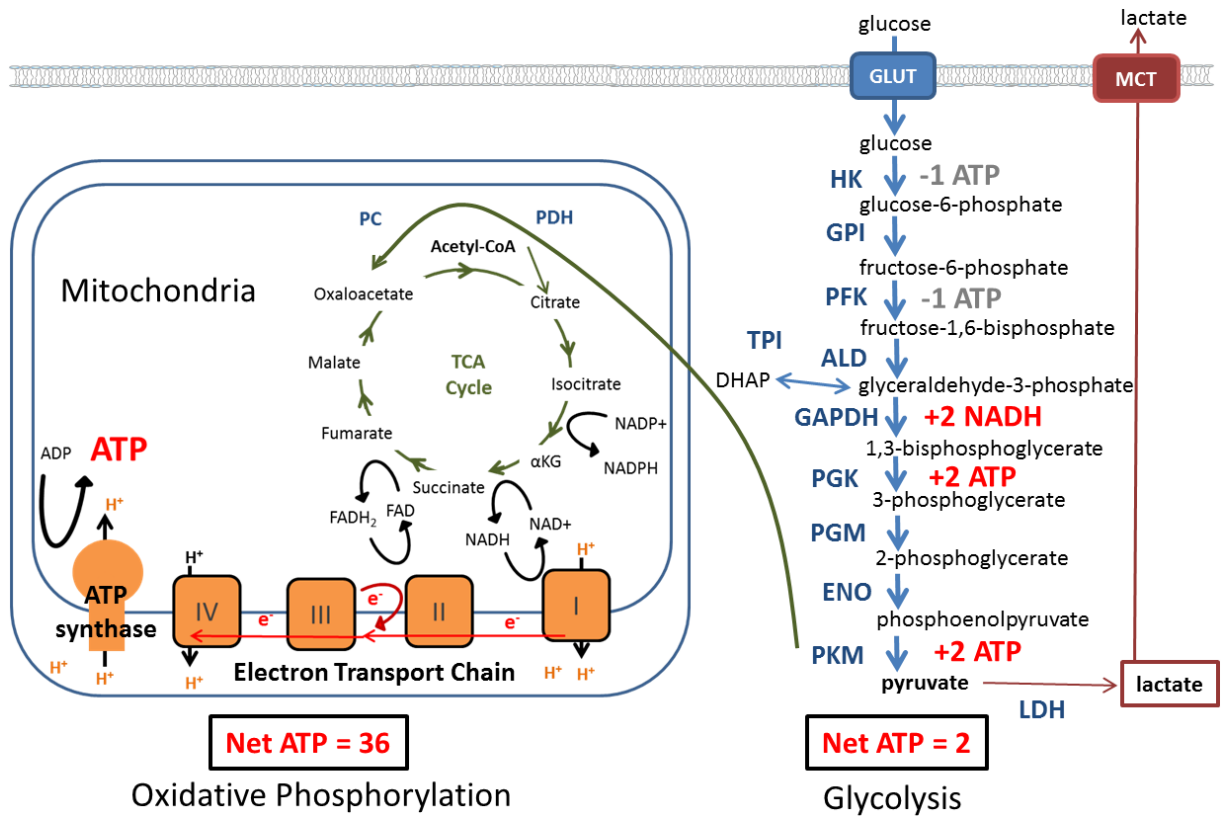 glucose
lactate
GLUT
MCT
glucose
HK
-1 ATP
glucose-6-phosphate
GPI
fructose-6-phosphate
PFK
-1 ATP
fructose-1,6-bisphosphate
TPI
ALD
DHAP
glyceraldehyde-3-phosphate
GAPDH
+2 NADH
1,3-bisphosphoglycerate
PGK
+2 ATP
3-phosphoglycerate
PGM
2-phosphoglycerate
ENO
phosphoenolpyruvate
PKM
+2 ATP
pyruvate
LDH
lactate
Net ATP = 2
Glycolysis
PC
PDH
Acetyl-CoA
Mitochondria
Oxaloacetate
Citrate
Malate
TCA
Cycle
Isocitrate
Fumarate
NADP+
NADPH
αKG
Succinate
FADH₂
FAD
NADH
NAD+
ADP
ATP
H⁺
H⁺
H⁺
ATP
synthase
IV
III
II
I
e⁻
e⁻
e⁻
Electron Transport Chain
H⁺
H⁺
H⁺
H⁺
H⁺
Net ATP = 36
Oxidative Phosphorylation